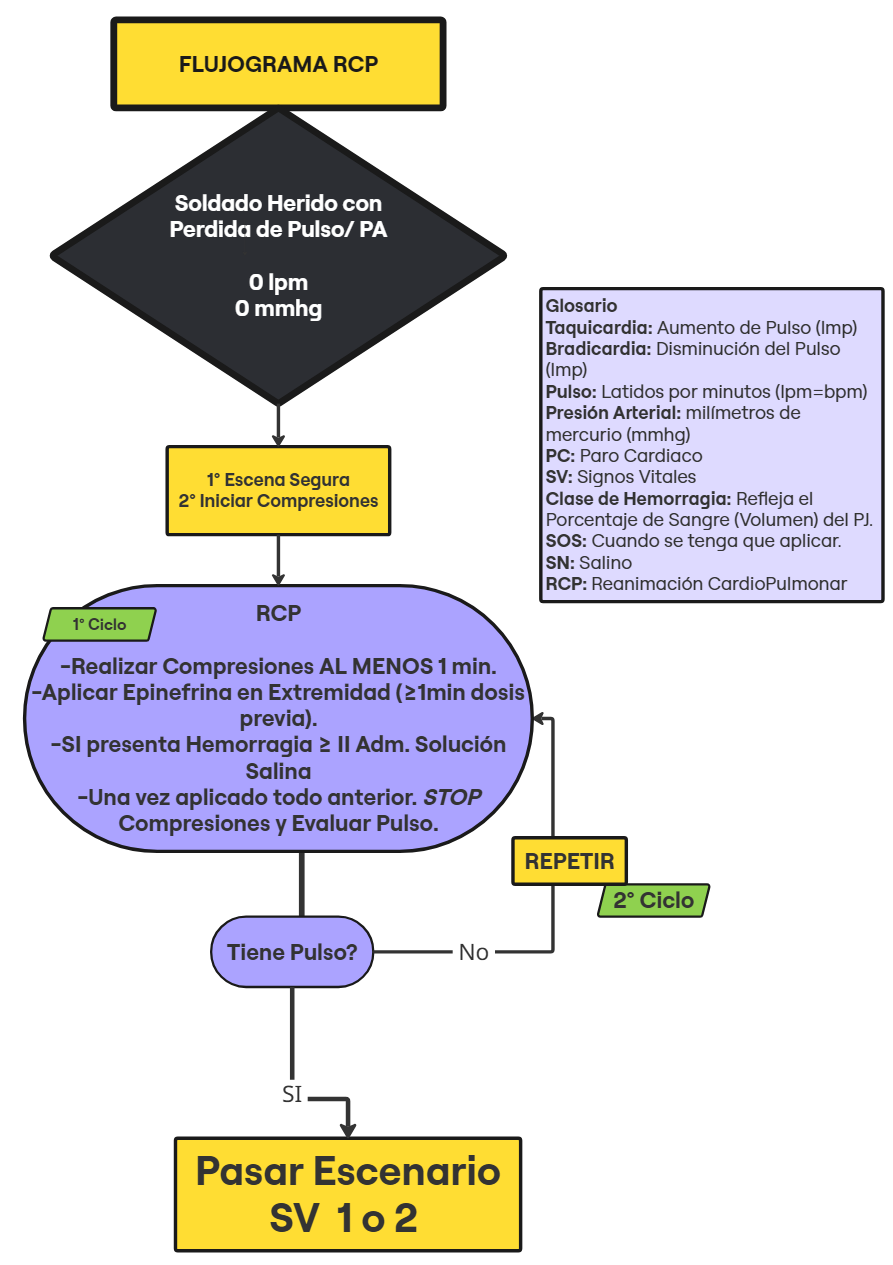 FLUJOGRAMA RCP
Soldado Herido con
Perdida de Pulso/ PA
0 lpm
0 mmhg
Glosario
Taquicardia: Aumento de Pulso (lmp)
Bradicardia: Disminución del Pulso
(lmp)
Pulso: Latidos por minutos (lpm=bpm)
Presión Arterial: milímetros de
mercurio (mmhg)
PC: Paro Cardiaco
SV: Signos Vitales
Clase de Hemorragia: Refleja el
Porcentaje de Sangre (Volumen) del PJ.
SOS: Cuando se tenga que aplicar.
SN: Salino
RCP: Reanimación CardioPulmonar
1° Escena Segura
2° Iniciar Compresiones
1° Ciclo
RCP
-Realizar Compresiones AL MENOS 1 min.
-Aplicar Epinefrina en Extremidad (≥1min dosis
previa).
-SI presenta Hemorragia ≥ II Adm. Solución
Salina
-Una vez aplicado todo anterior. STOP
Compresiones y Evaluar Pulso.
REPETIR
2° Ciclo
Tiene Pulso?
No
SI
Pasar Escenario
SV 1 o 2